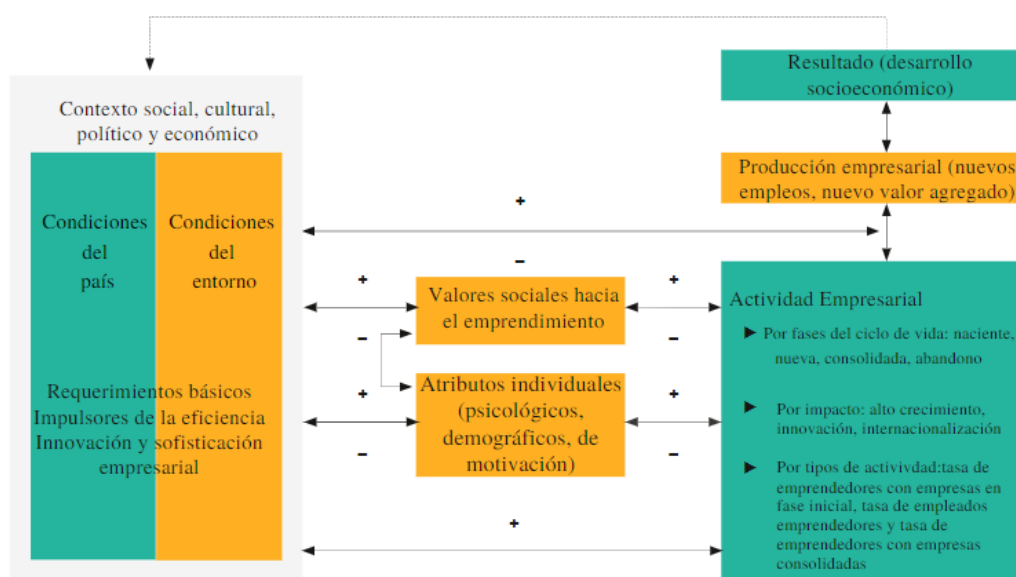 Resultado (desarrollo
socioeconómico)
Contexto social, cultural,
político y económico
Producción empresarial (nuevos
empleos, nuevo valor agregado)
Condiciones
del
país
Condiciones
del
entorno
Requerimientos básicos
Impulsores de la eficiencia
Innovación y sofisticación
empresarial
+
–
+
Valores sociales hacia
el emprendimiento
+
–
–
+
Atributos individuales
(psicológicos,
demográficos, de
motivación)
+
–
–
+
Actividad Empresarial
► Por fases del ciclo de vida: naciente,
nueva, consolidada, abandono
► Por impacto: alto crecimiento,
innovación, internacionalización
► Por tipos de activivdad:tasa de
emprendedores con empresas en
fase inicial, tasa de empleados
emprendedores y tasa de
emprendedores con empresas
consolidadas